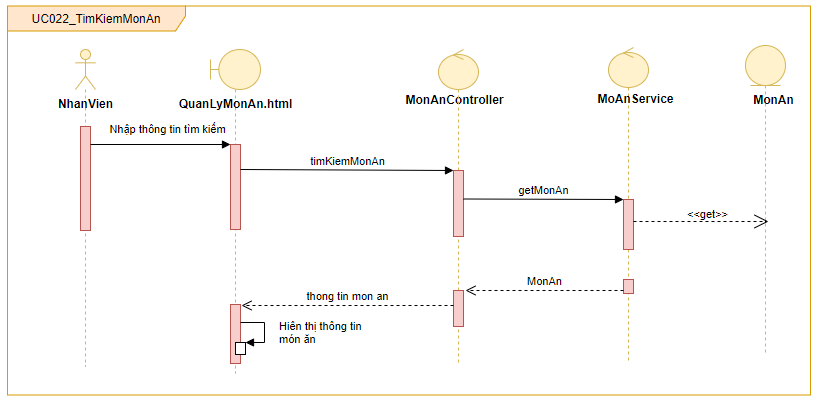 UC022_TimKiemMonAn
NhanVien
QuanLyMonAn.html
MonAnController
MoAnService
MonAn
Nhập thông tin tìm kiếm
timKiemMonAn
getMonAn
<<get>>
MonAn
thong tin mon an
Hiển thị thông tin
món ăn